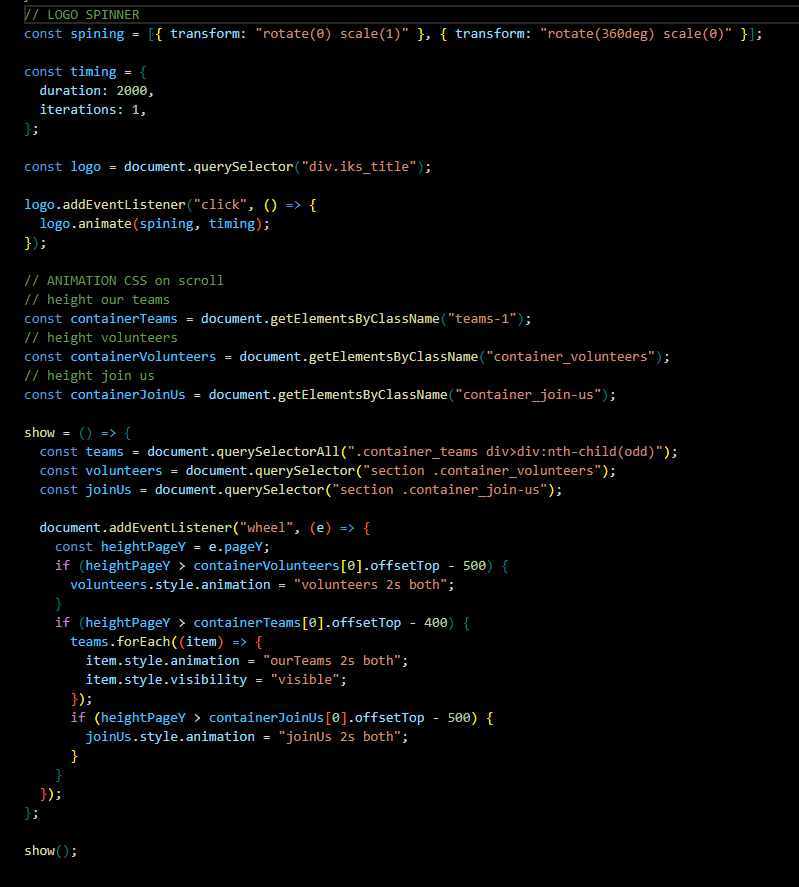 // LOGO SPINNER
const spining = [{ transform: "rotate(0) scale(1)" }, { transform: "rotate(360deg) scale(0)" }];
const timing = {
duration: 2000,
iterations: 1,
};
const logo = document.querySelector("div.iks_title");
logo.addEventListener("click", () => {
logo.animate(spining, timing);
});
// ANIMATION CSS on scroll
// height our teams
const containerTeams = document.getElementsByClassName("teams-1");
// height volunteers
const containerVolunteers = document.getElementsByClassName("container_volunteers");
// height join us
const containerJoinUs = document.getElementsByClassName("container_join-us");
show = () => {
const teams = document.querySelectorAll(".container_teams div>div:nth-child(odd)");
const volunteers = document.querySelector("section .container_volunteers");
const joinUs = document.querySelector("section .container_join-us");
document.addEventListener("wheel", (e) => {
const heightPageY = e.pageY;
if (heightPageY > containerVolunteers[0].offsetTop - 500) {
volunteers.style.animation = "volunteers 2s both";
}
if (heightPageY > containerTeams[0].offsetTop - 400) {
teams.forEach((item) => {
item.style.animation = "ourTeams 2s both";
item.style.visibility = "visible";
});
if (heightPageY > containerJoinUs[0].offsetTop - 500) {
joinUs.style.animation = "joinUs 2s both";
}
}
});
};
show();